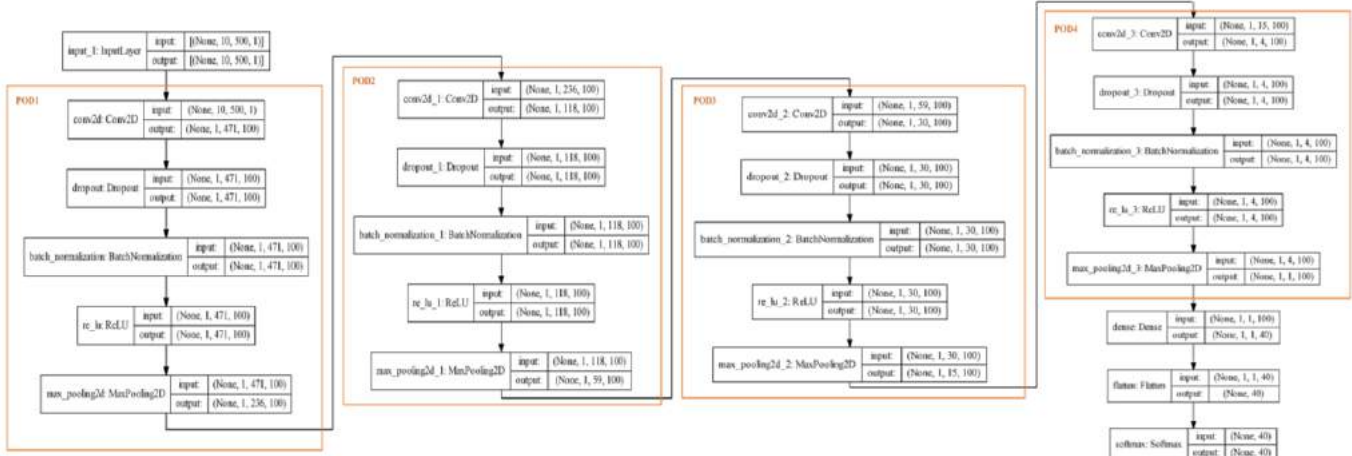 input_1: InputLayer
input: [(None, 10, 500, 1)]
output: [(None, 10, 500, 1)]
POD1
conv2d: Conv2D
input: (None, 10, 500, 1)
output: (None, 1, 471, 100)
dropout: Dropout
input: (None, 1, 471, 100)
output: (None, 1, 471, 100)
batch_normalization: BatchNormalization
input: (None, 1, 471, 100)
output: (None, 1, 471, 100)
re_lu: ReLU
input: (None, 1, 471, 100)
output: (None, 1, 471, 100)
max_pooling2d: MaxPooling2D
input: (None, 1, 471, 100)
output: (None, 1, 236, 100)
POD2
conv2d_1: Conv2D
input: (None, 1, 236, 100)
output: (None, 1, 118, 100)
dropout_1: Dropout
input: (None, 1, 118, 100)
output: (None, 1, 118, 100)
batch_normalization_1: BatchNormalization
input: (None, 1, 118, 100)
output: (None, 1, 118, 100)
re_lu_1: ReLU
input: (None, 1, 118, 100)
output: (None, 1, 118, 100)
max_pooling2d_1: MaxPooling2D
input: (None, 1, 118, 100)
output: (None, 1, 59, 100)
POD3
conv2d_2: Conv2D
input: (None, 1, 59, 100)
output: (None, 1, 30, 100)
dropout_2: Dropout
input: (None, 1, 30, 100)
output: (None, 1, 30, 100)
batch_normalization_2: BatchNormalization
input: (None, 1, 30, 100)
output: (None, 1, 30, 100)
re_lu_2: ReLU
input: (None, 1, 30, 100)
output: (None, 1, 30, 100)
max_pooling2d_2: MaxPooling2D
input: (None, 1, 30, 100)
output: (None, 1, 15, 100)
POD4
conv2d_3: Conv2D
input: (None, 1, 15, 100)
output: (None, 1, 4, 100)
dropout_3: Dropout
input: (None, 1, 4, 100)
output: (None, 1, 4, 100)
batch_normalization_3: BatchNormalization
input: (None, 1, 4, 100)
output: (None, 1, 4, 100)
re_lu_3: ReLU
input: (None, 1, 4, 100)
output: (None, 1, 4, 100)
max_pooling2d_3: MaxPooling2D
input: (None, 1, 4, 100)
output: (None, 1, 1, 100)
dense: Dense
input: (None, 1, 1, 100)
output: (None, 1, 1, 40)
flatten: Flatten
input: (None, 1, 1, 40)
output: (None, 40)
softmax: Softmax
input: (None, 40)
output: (None, 40)